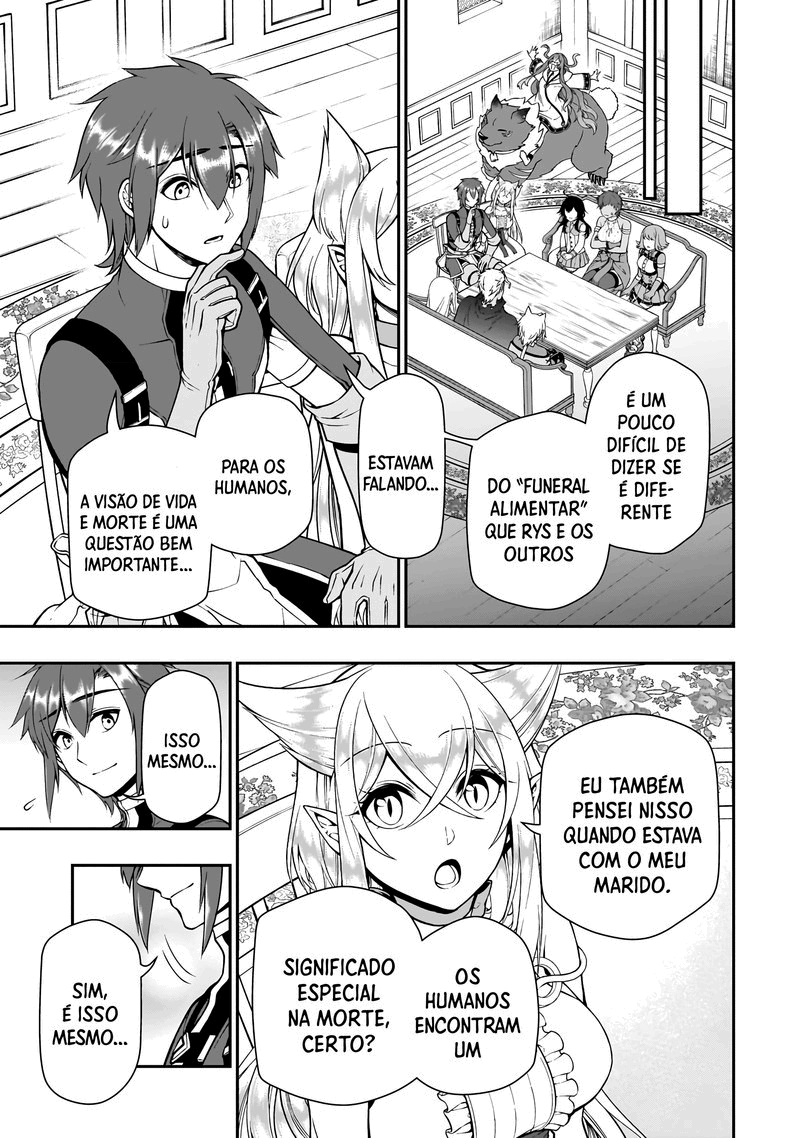 É UM
POUCO
DIFÍCIL DE
DIZER SE
É DIFE-
RENTE
DO “FUNERAL
ALIMENTAR”
QUE RYS E OS
OUTROS
ESTAVAM
FALANDO...
PARA OS
HUMANOS,
A VISÃO DE VIDA
E MORTE É UMA
QUESTÃO BEM
IMPORTANTE...
EU TAMBÉM
PENSEI NISSO
QUANDO ESTAVA
COM O MEU
MARIDO.
OS
HUMANOS
ENCONTRAM
UM
SIGNIFICADO
ESPECIAL
NA MORTE,
CERTO?
ISSO
MESMO...
SIM,
É ISSO
MESMO...